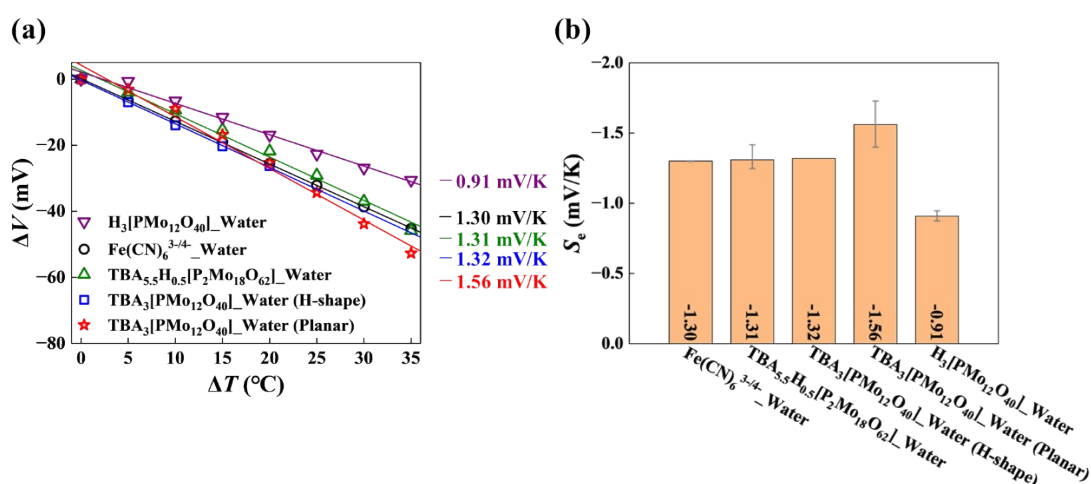 (a)
0
−20
−40
−60
−80
ΔV (mV)
H₃[PMo₁₂O₄₀]_Water
Fe(CN)₆³⁻/⁴⁻_Water
TBA₅.₅H₀.₅[P₂Mo₁₈O₆₂]_Water
TBA₃[PMo₁₂O₄₀]_Water (H-shape)
TBA₃[PMo₁₂O₄₀]_Water (Planar)
0 5 10 15 20 25 30 35
ΔT (°C)
−0.91 mV/K
−1.30 mV/K
−1.31 mV/K
−1.32 mV/K
−1.56 mV/K
(b)
−2.0
−1.5
−1.0
−0.5
0.0
Sₑ (mV/K)
-1.30
-1.31
-1.32
-1.56
-0.91
Fe(CN)₆³⁻/⁴⁻_Water
TBA₅.₅H₀.₅[P₂Mo₁₈O₆₂]_Water
TBA₃[PMo₁₂O₄₀]_Water (H-shape)
TBA₃[PMo₁₂O₄₀]_Water (Planar)
H₃[PMo₁₂O₄₀]_Water